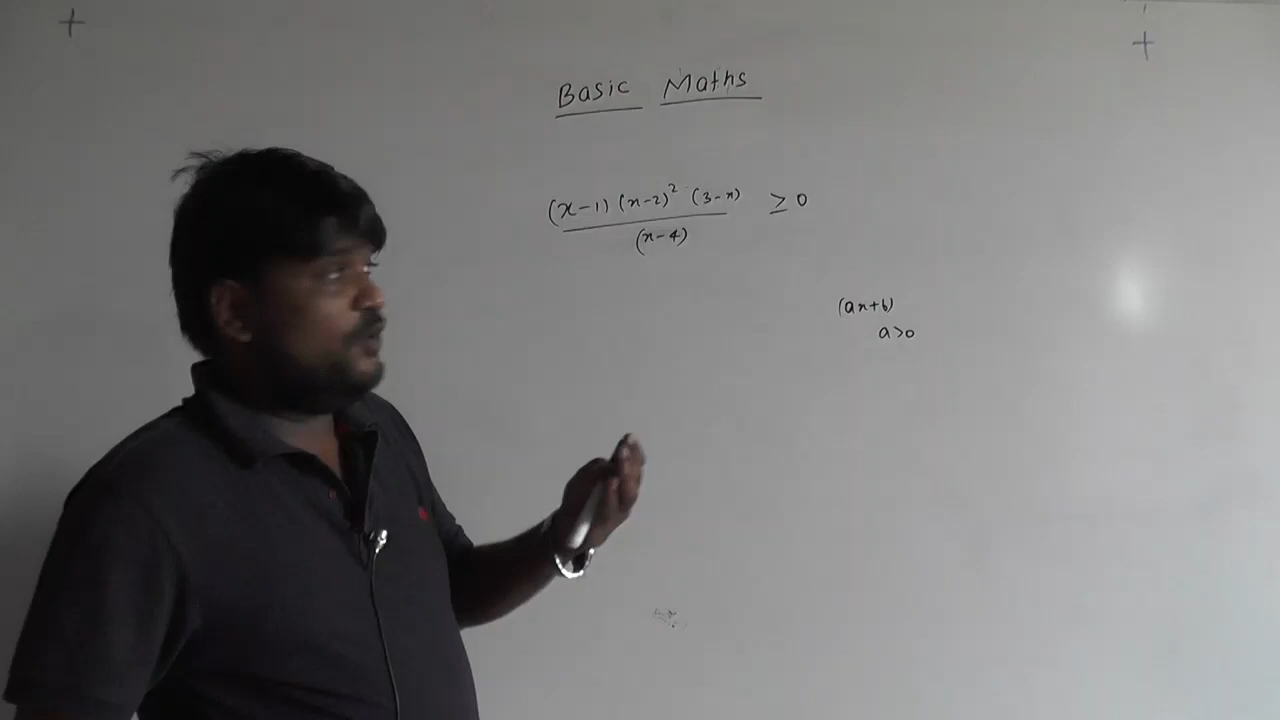 Basic Maths
(x-1) (x-2)² (3-x) ≥ 0
(x-4)
(ax+b)
a>0